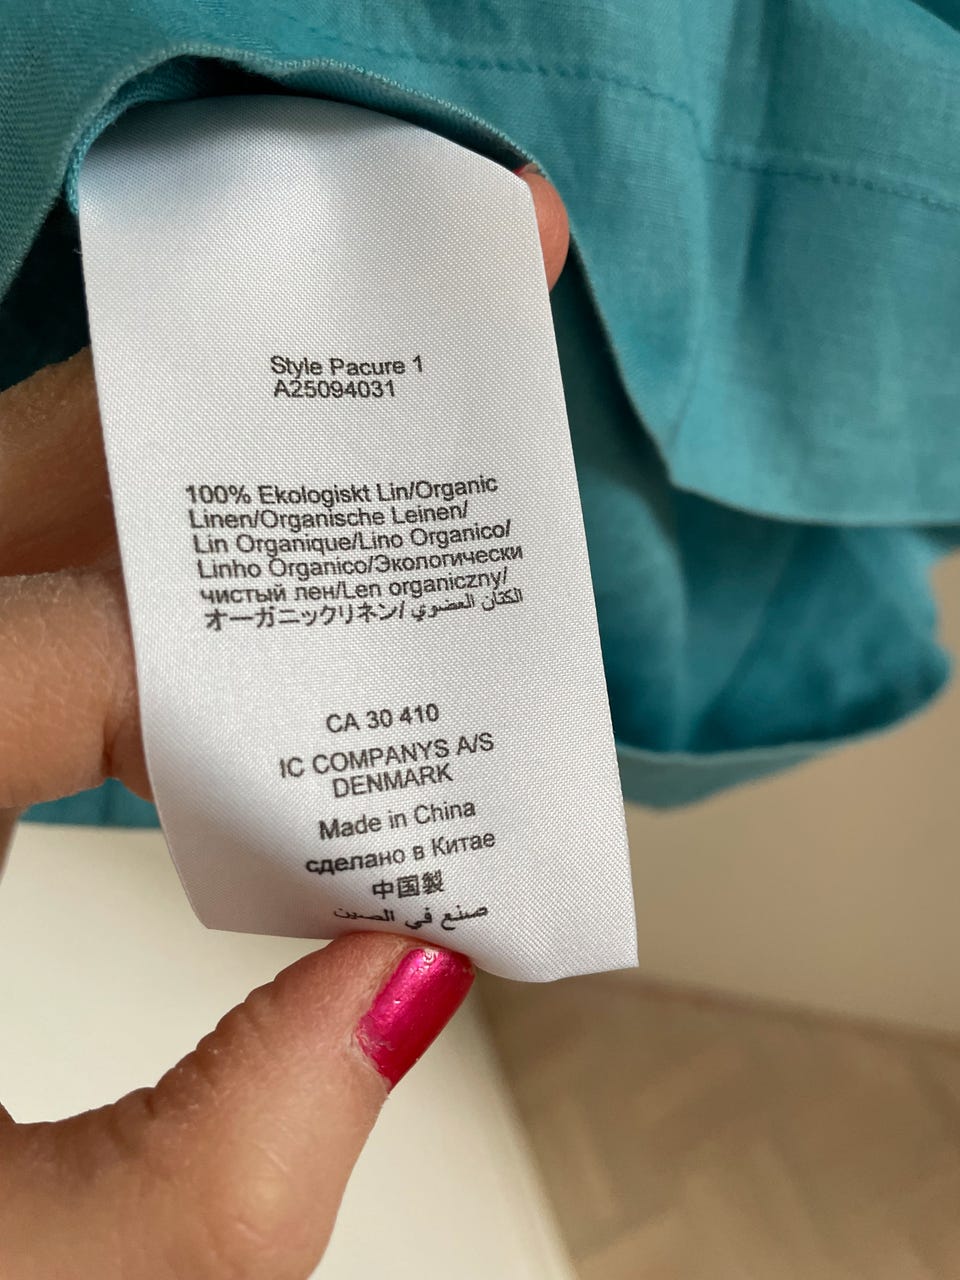 Style Pacure 1
A25094031
100% Ekologiskt Lin/Organic
Linen/Organische Leinen/
Lin Organique/Lino Organico/
Linho Organico/Экологически
чистый лен/Len organiczny/
オーガニックリネン/ الكتان العضوي
CA 30 410
IC COMPANYS A/S
DENMARK
Made in China
сделано в Китае
中国製
صنع في الصين